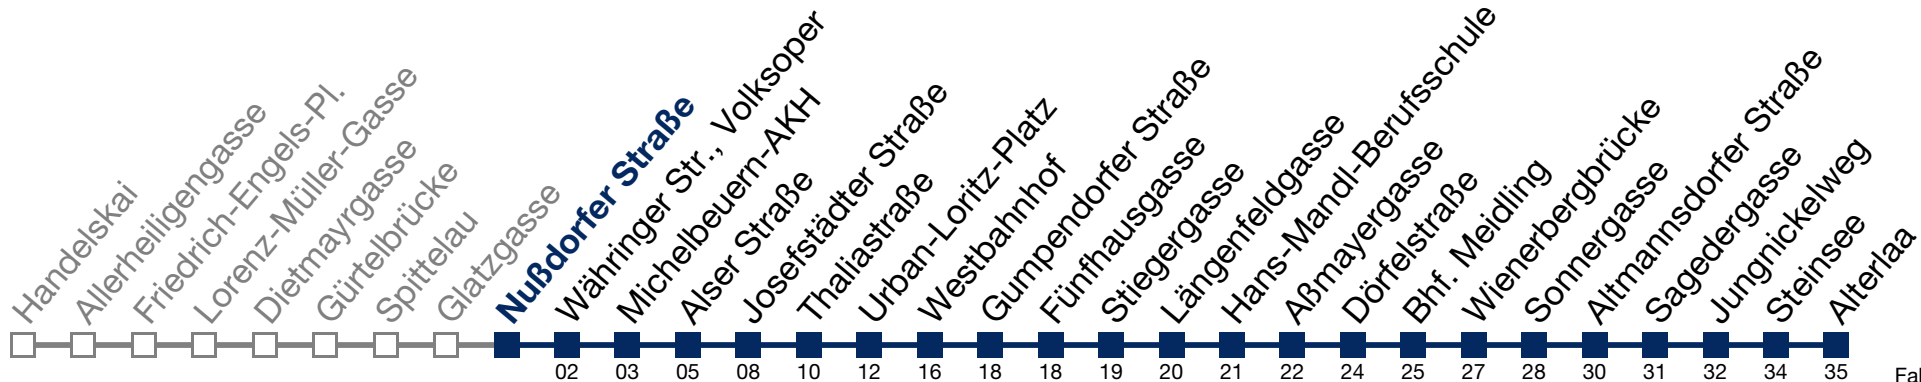 Handelskai
Allerheiligengasse
Friedrich-Engels-Pl.
Lorenz-Müller-Gasse
Dietmayrgasse
Gürtelbrücke
Spittelau
Glatzgasse
Nußdorfer Straße
Währinger Str., Volksoper
Michelbeuern-AKH
Alser Straße
Josefstädter Straße
Thaliastraße
Urban-Loritz-Platz
Westbahnhof
Gumpendorfer Straße
Fünfhausgasse
Stiegergasse
Längenfeldgasse
Hans-Mandl-Berufsschule
Aßmayergasse
Dörfelstraße
Bhf. Meidling
Wienerbergbrücke
Sonnergasse
Altmannsdorfer Straße
Sagedergasse
Jungnickelweg
Steinsee
Alterlaa
02 03 05 08 10 12 16 18 18 19 20 21 22 24 25 27 28 30 31 32 34 35 Fal